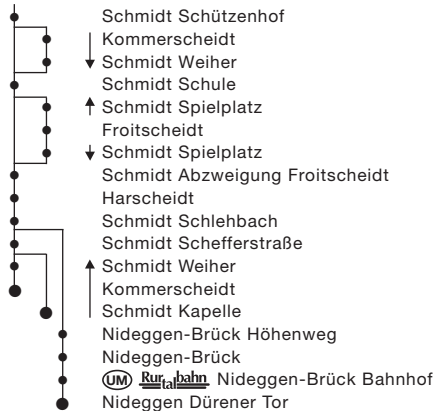 Schmidt Schützenhof
Kommerscheidt
Schmidt Weiher
Schmidt Schule
Schmidt Spielplatz
Froitscheidt
Schmidt Spielplatz
Schmidt Abzweigung Froitscheidt
Harscheidt
Schmidt Schlehbach
Schmidt Schefferstraße
Schmidt Weiher
Kommerscheidt
Schmidt Kapelle
Nideggen-Brück Höhenweg
Nideggen-Brück
UM Rurtalbahn Nideggen-Brück Bahnhof
Nideggen Dürener Tor